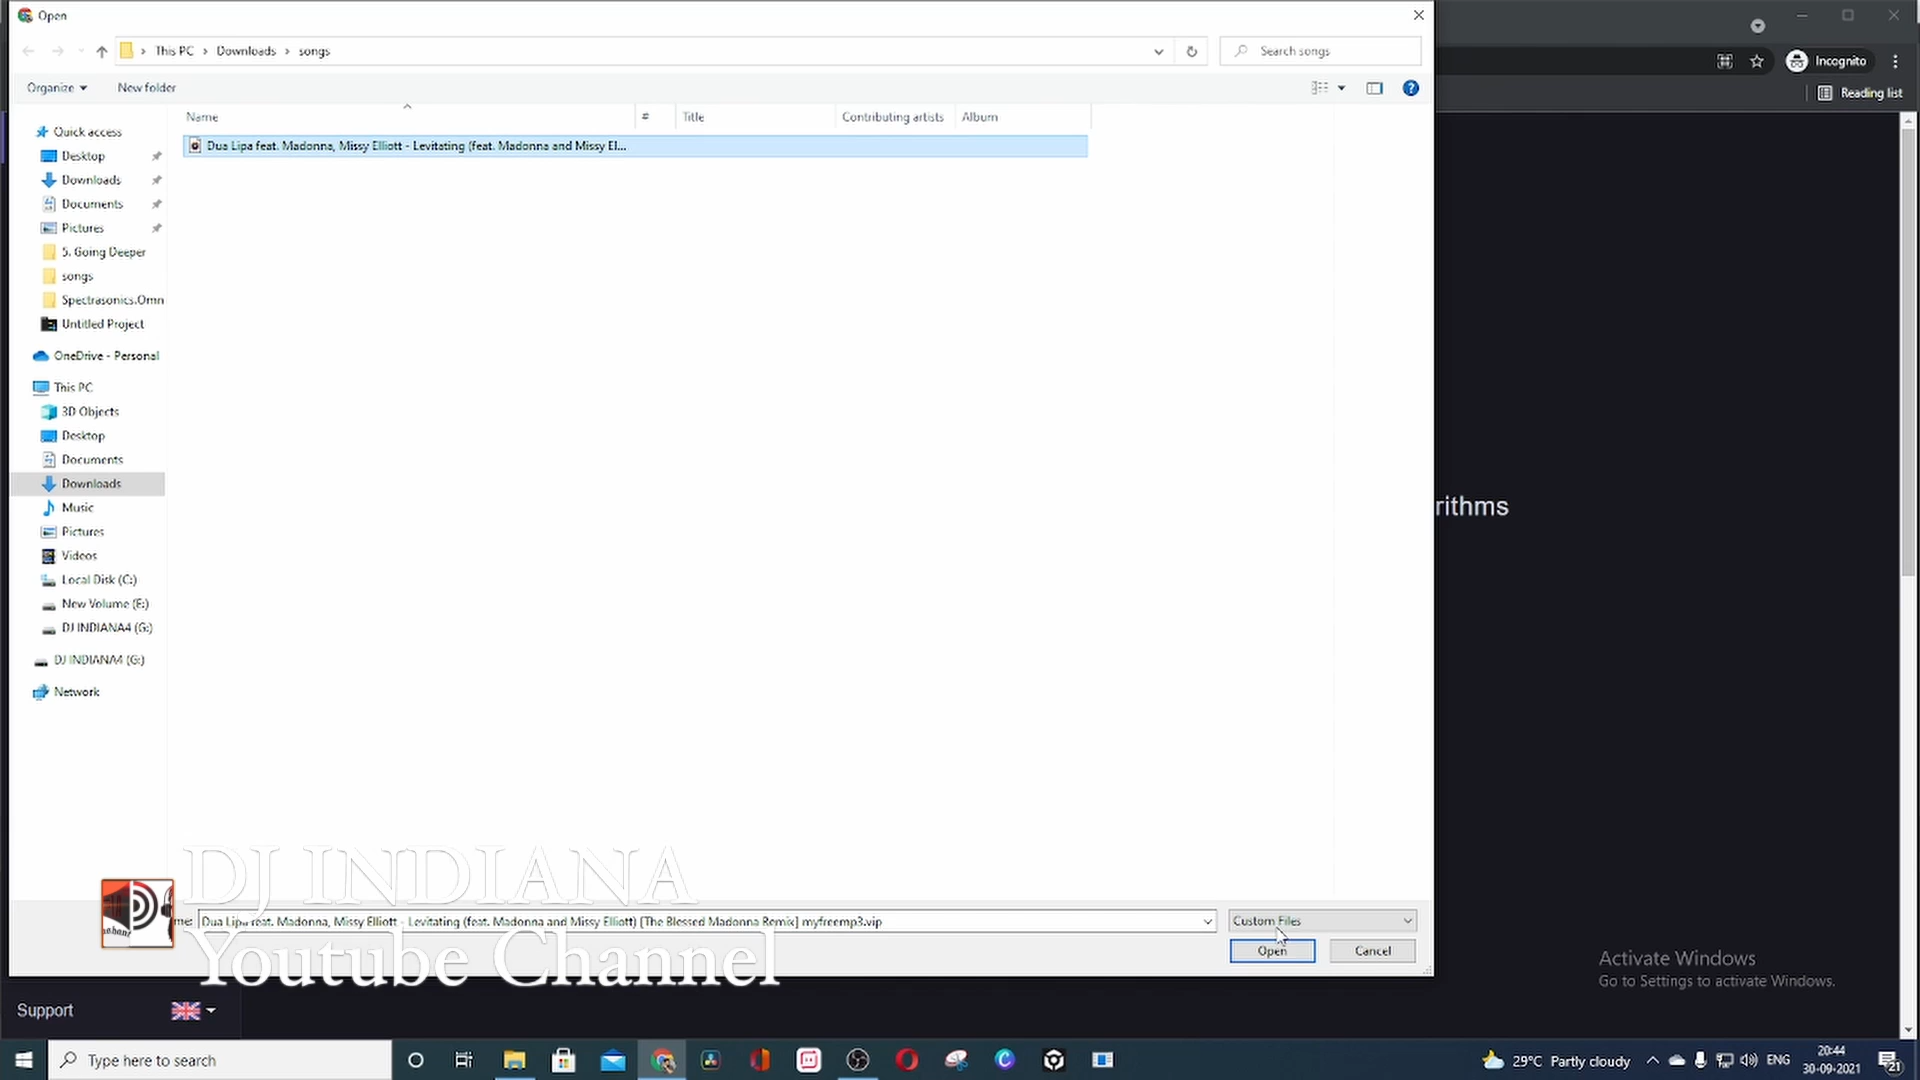 Open
This PC > Downloads > songs
Search songs
Organize
New folder
Name
#
Title
Contributing artists
Album
Dua Lipa feat. Madonna, Missy Elliott - Levitating (feat. Madonna and Missy El...
Quick access
Desktop
Downloads
Documents
Pictures
5. Going Deeper
songs
Spectrasonics.Omn
Untitled Project
OneDrive - Personal
This PC
3D Objects
Desktop
Documents
Downloads
Music
Pictures
Videos
Local Disk (C:)
New Volume (E:)
DJ INDIANA4 (G:)
DJ INDIANA4 (G:)
Network
Incognito
Reading list
rithms
DJ INDIANA
me: Dua Lipa feat. Madonna, Missy Elliott - Levitating (feat. Madonna and Missy Elliott) [The Blessed Madonna Remix] myfreemp3.vip
Custom Files
Youtube Channel
Open
Cancel
Activate Windows
Go to Settings to activate Windows.
Support
Type here to search
29°C Partly cloudy
ENG
20:44
30-09-2021
21